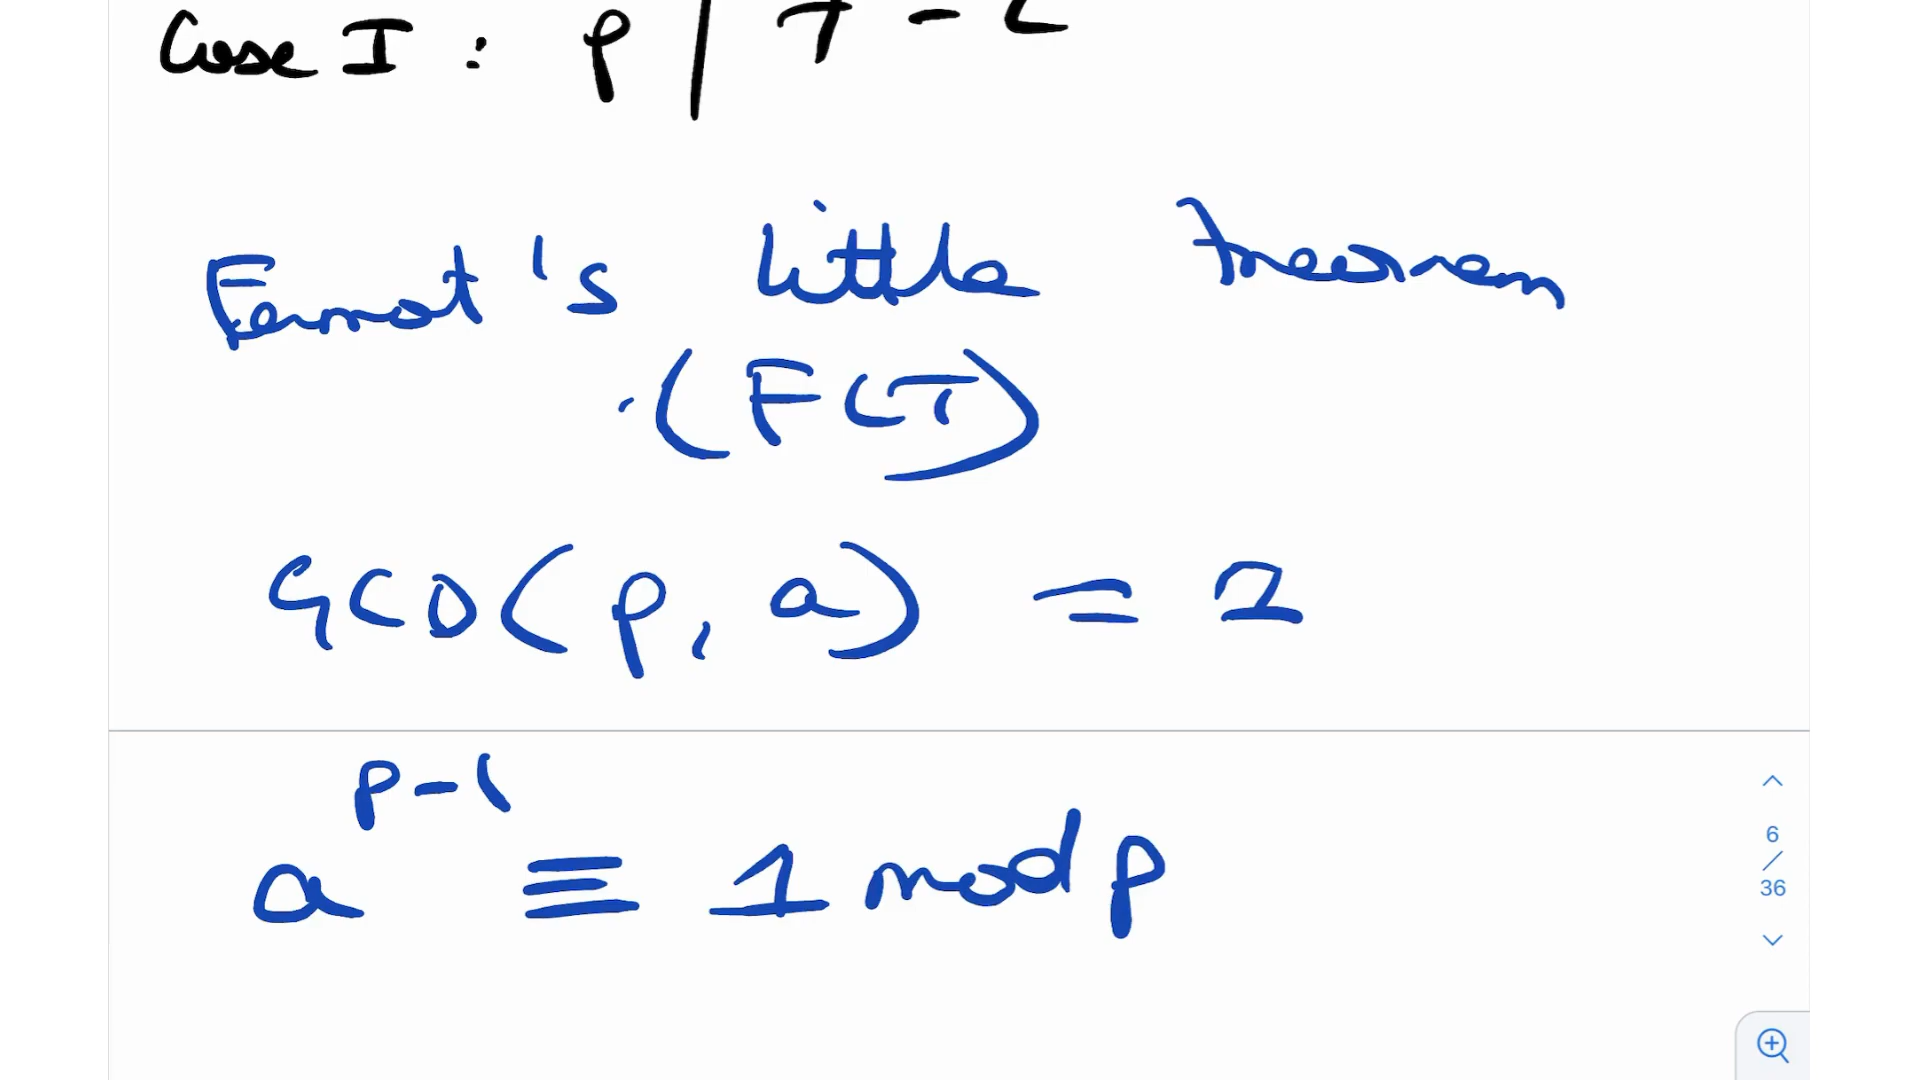 Case I : p |
Fermat's little theorem
(FLT)
GCD(p, a) = 1
a^{p-1} ≡ 1 mod p
6
/
36